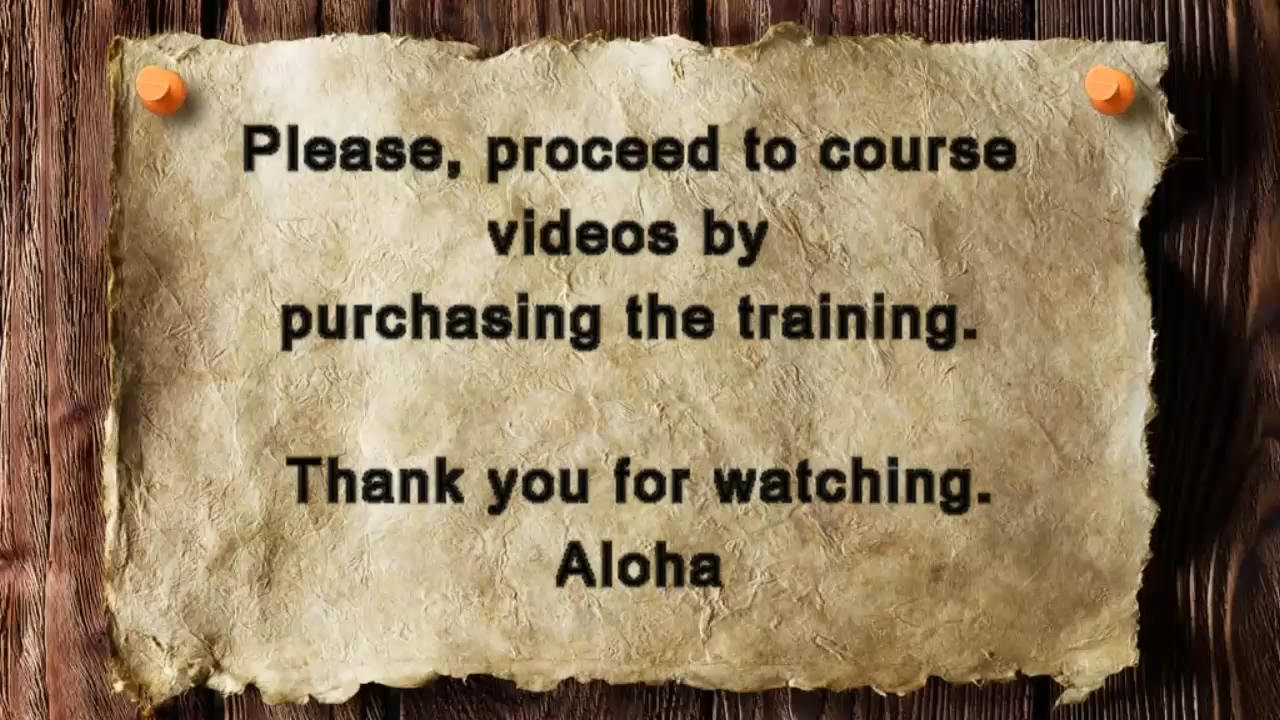 Please, proceed to course
videos by
purchasing the training.
Thank you for watching.
Aloha